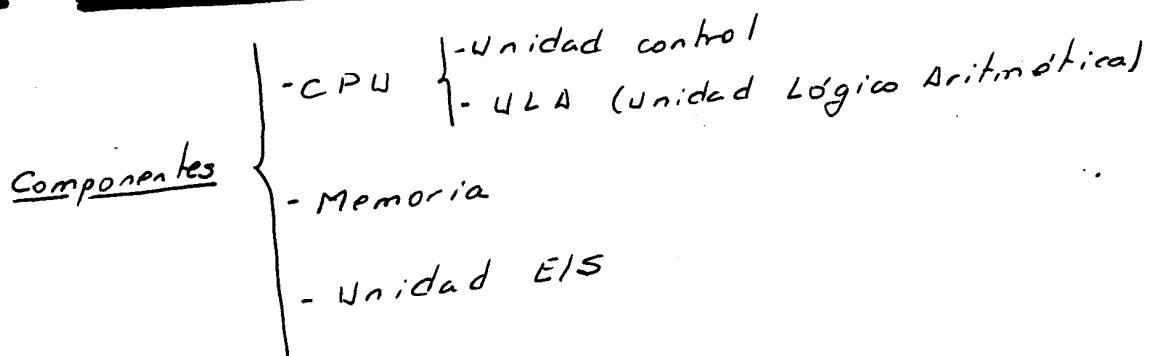 - Unidad control
- CPU
- ULA (Unidad Lógico Aritmética)
Componentes
- Memoria
- Unidad E/S